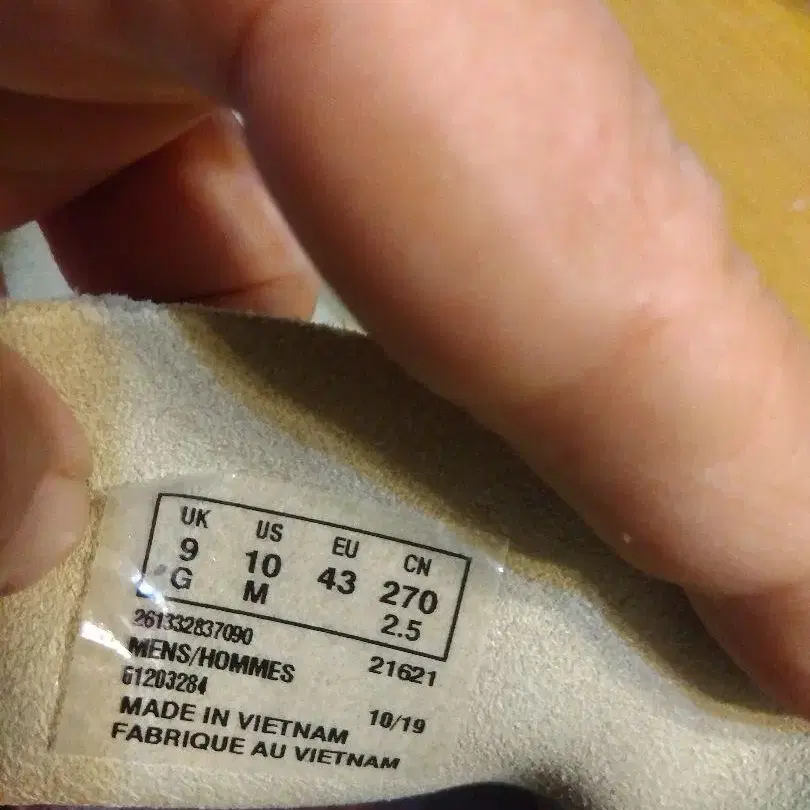 UK US EU CN
9 10 43 270
G M 2.5
261332837090
MENS/HOMMES 21621
61203284
MADE IN VIETNAM 10/19
FABRIQUE AU VIETNAM